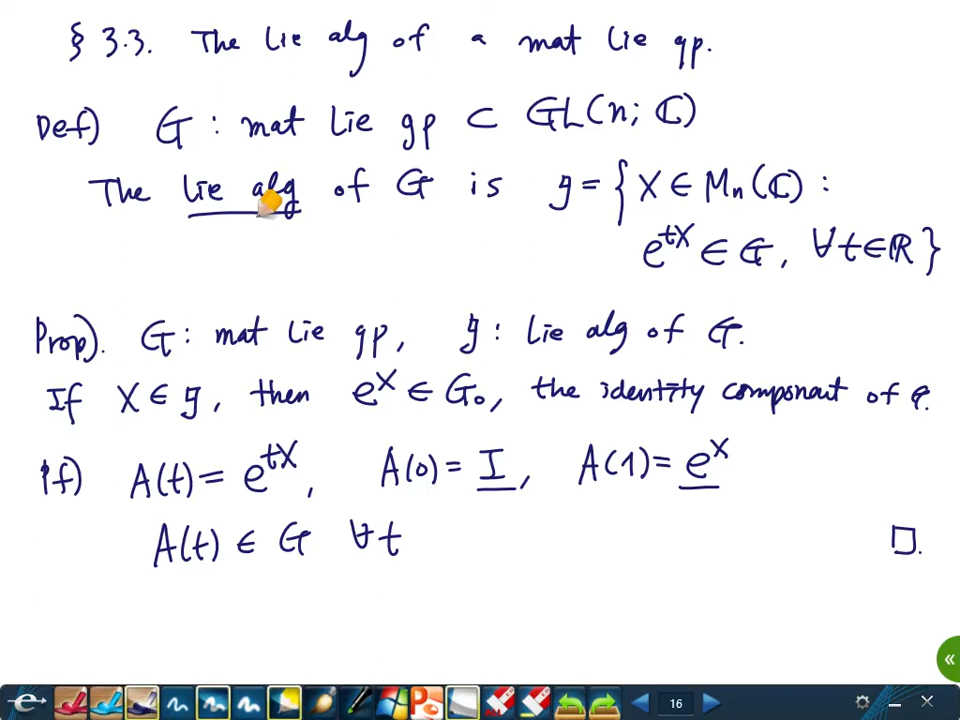 § 3.3. The Lie alg of a mat Lie gp.
Def) G : mat Lie gp ⊂ GL(n; ℂ)
The Lie alg of G is 𝔤 = { X ∈ Mn(ℂ) :
e^{tX} ∈ G, ∀t∈ℝ }
Prop). G : mat Lie gp, 𝔤 : Lie alg of G.
If X ∈ 𝔤, then e^X ∈ G₀, the identity component of G.
Pf) A(t) = e^{tX}, A(0) = I, A(1) = e^X
A(t) ∈ G ∀t □.
16